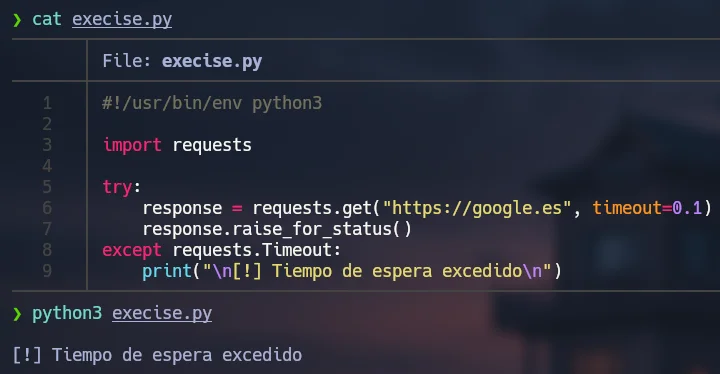 ❯ cat execise.py
File: execise.py
1 #!/usr/bin/env python3
2
3 import requests
4
5 try:
6     response = requests.get("https://google.es", timeout=0.1)
7     response.raise_for_status()
8 except requests.Timeout:
9     print("\n[!] Tiempo de espera excedido\n")
❯ python3 execise.py
[!] Tiempo de espera excedido